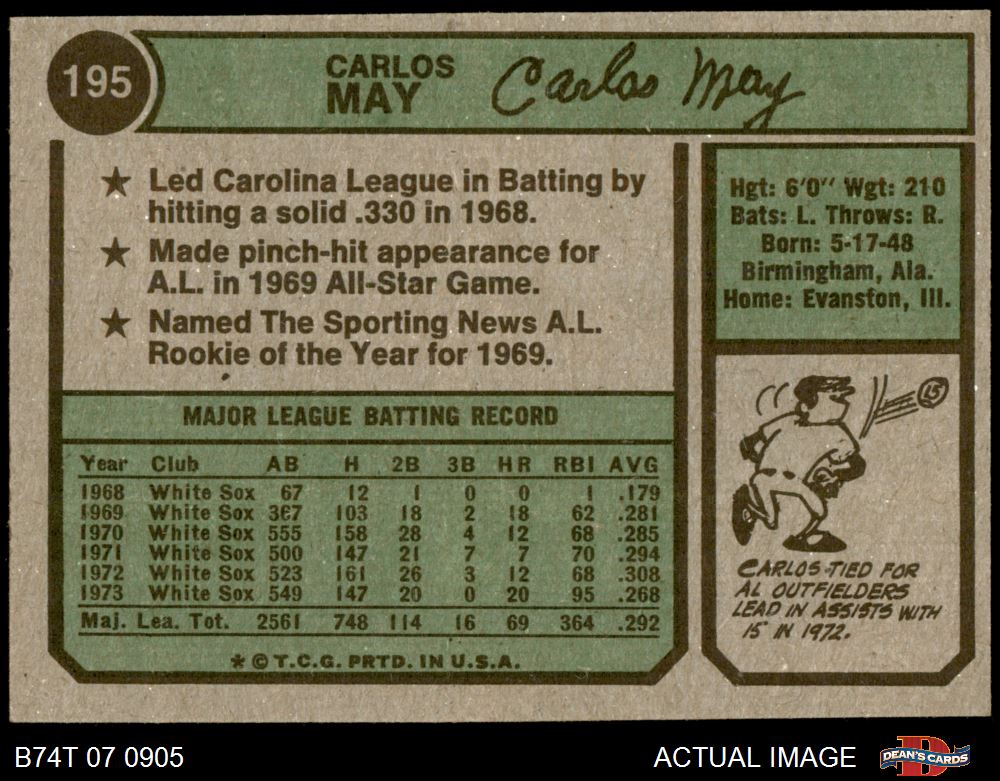 195
CARLOS
MAY
Carlos May
★ Led Carolina League in Batting by
hitting a solid .330 in 1968.
★ Made pinch-hit appearance for
A.L. in 1969 All-Star Game.
★ Named The Sporting News A.L.
Rookie of the Year for 1969.
Hgt: 6'0" Wgt: 210
Bats: L. Throws: R.
Born: 5-17-48
Birmingham, Ala.
Home: Evanston, Ill.
MAJOR LEAGUE BATTING RECORD
Year Club AB H 2B 3B HR RBI AVG
1968 White Sox 67 12 1 0 0 1 .179
1969 White Sox 367 103 18 2 18 62 .281
1970 White Sox 555 158 28 4 12 68 .285
1971 White Sox 500 147 21 7 7 70 .294
1972 White Sox 523 161 26 3 12 68 .308
1973 White Sox 549 147 20 0 20 95 .268
Maj. Lea. Tot. 2561 748 114 16 69 364 .292
* © T.C.G. PRTD. IN U.S.A.
15
CARLOS TIED FOR
AL OUTFIELDERS
LEAD IN ASSISTS WITH
15 IN 1972.
B74T 07 0905
ACTUAL IMAGE
DEAN'S CARDS